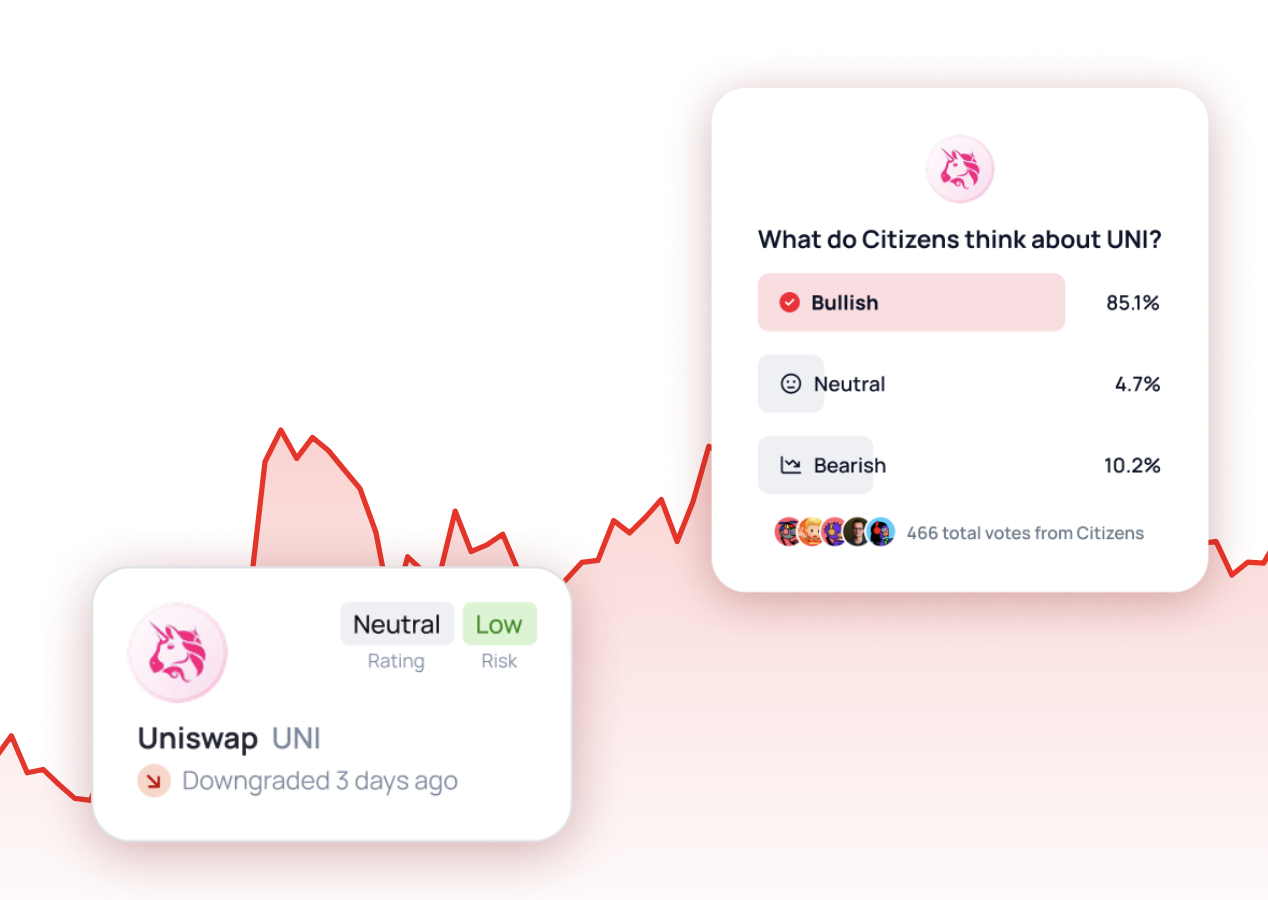 What do Citizens think about UNI?
Bullish 85.1%
Neutral 4.7%
Bearish 10.2%
466 total votes from Citizens
Neutral Low
Rating Risk
Uniswap UNI
Downgraded 3 days ago